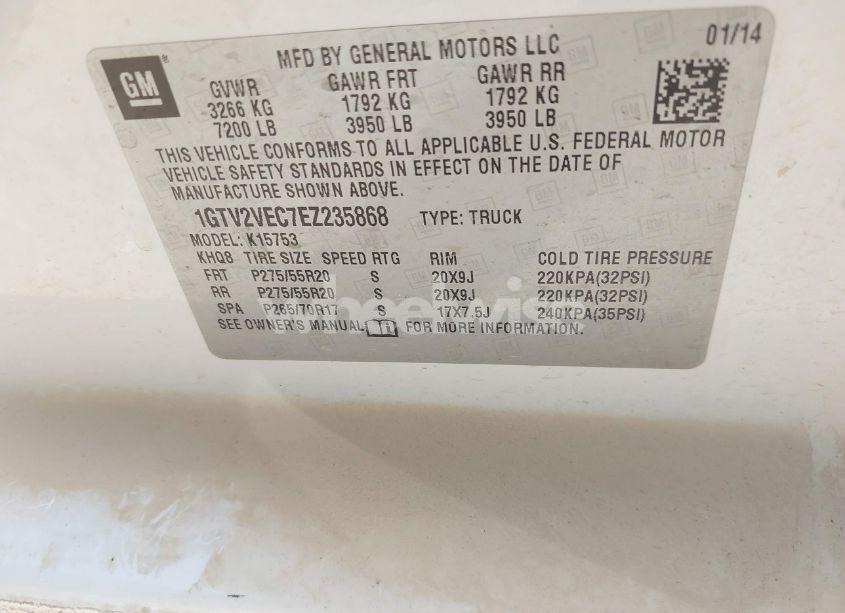 GM
MFD BY GENERAL MOTORS LLC 01/14
GVWR GAWR FRT GAWR RR
3266 KG 1792 KG 1792 KG
7200 LB 3950 LB 3950 LB
THIS VEHICLE CONFORMS TO ALL APPLICABLE U.S. FEDERAL MOTOR
VEHICLE SAFETY STANDARDS IN EFFECT ON THE DATE OF
MANUFACTURE SHOWN ABOVE.
1GTV2VEC7EZ235868 TYPE: TRUCK
MODEL: K15753
KHQ8 TIRE SIZE SPEED RTG RIM COLD TIRE PRESSURE
FRT P275/55R20 S 20X9J 220KPA(32PSI)
RR P275/55R20 S 20X9J 220KPA(32PSI)
SPA P265/70R17 S 17X7.5J 240KPA(35PSI)
SEE OWNER'S MANUAL FOR MORE INFORMATION.